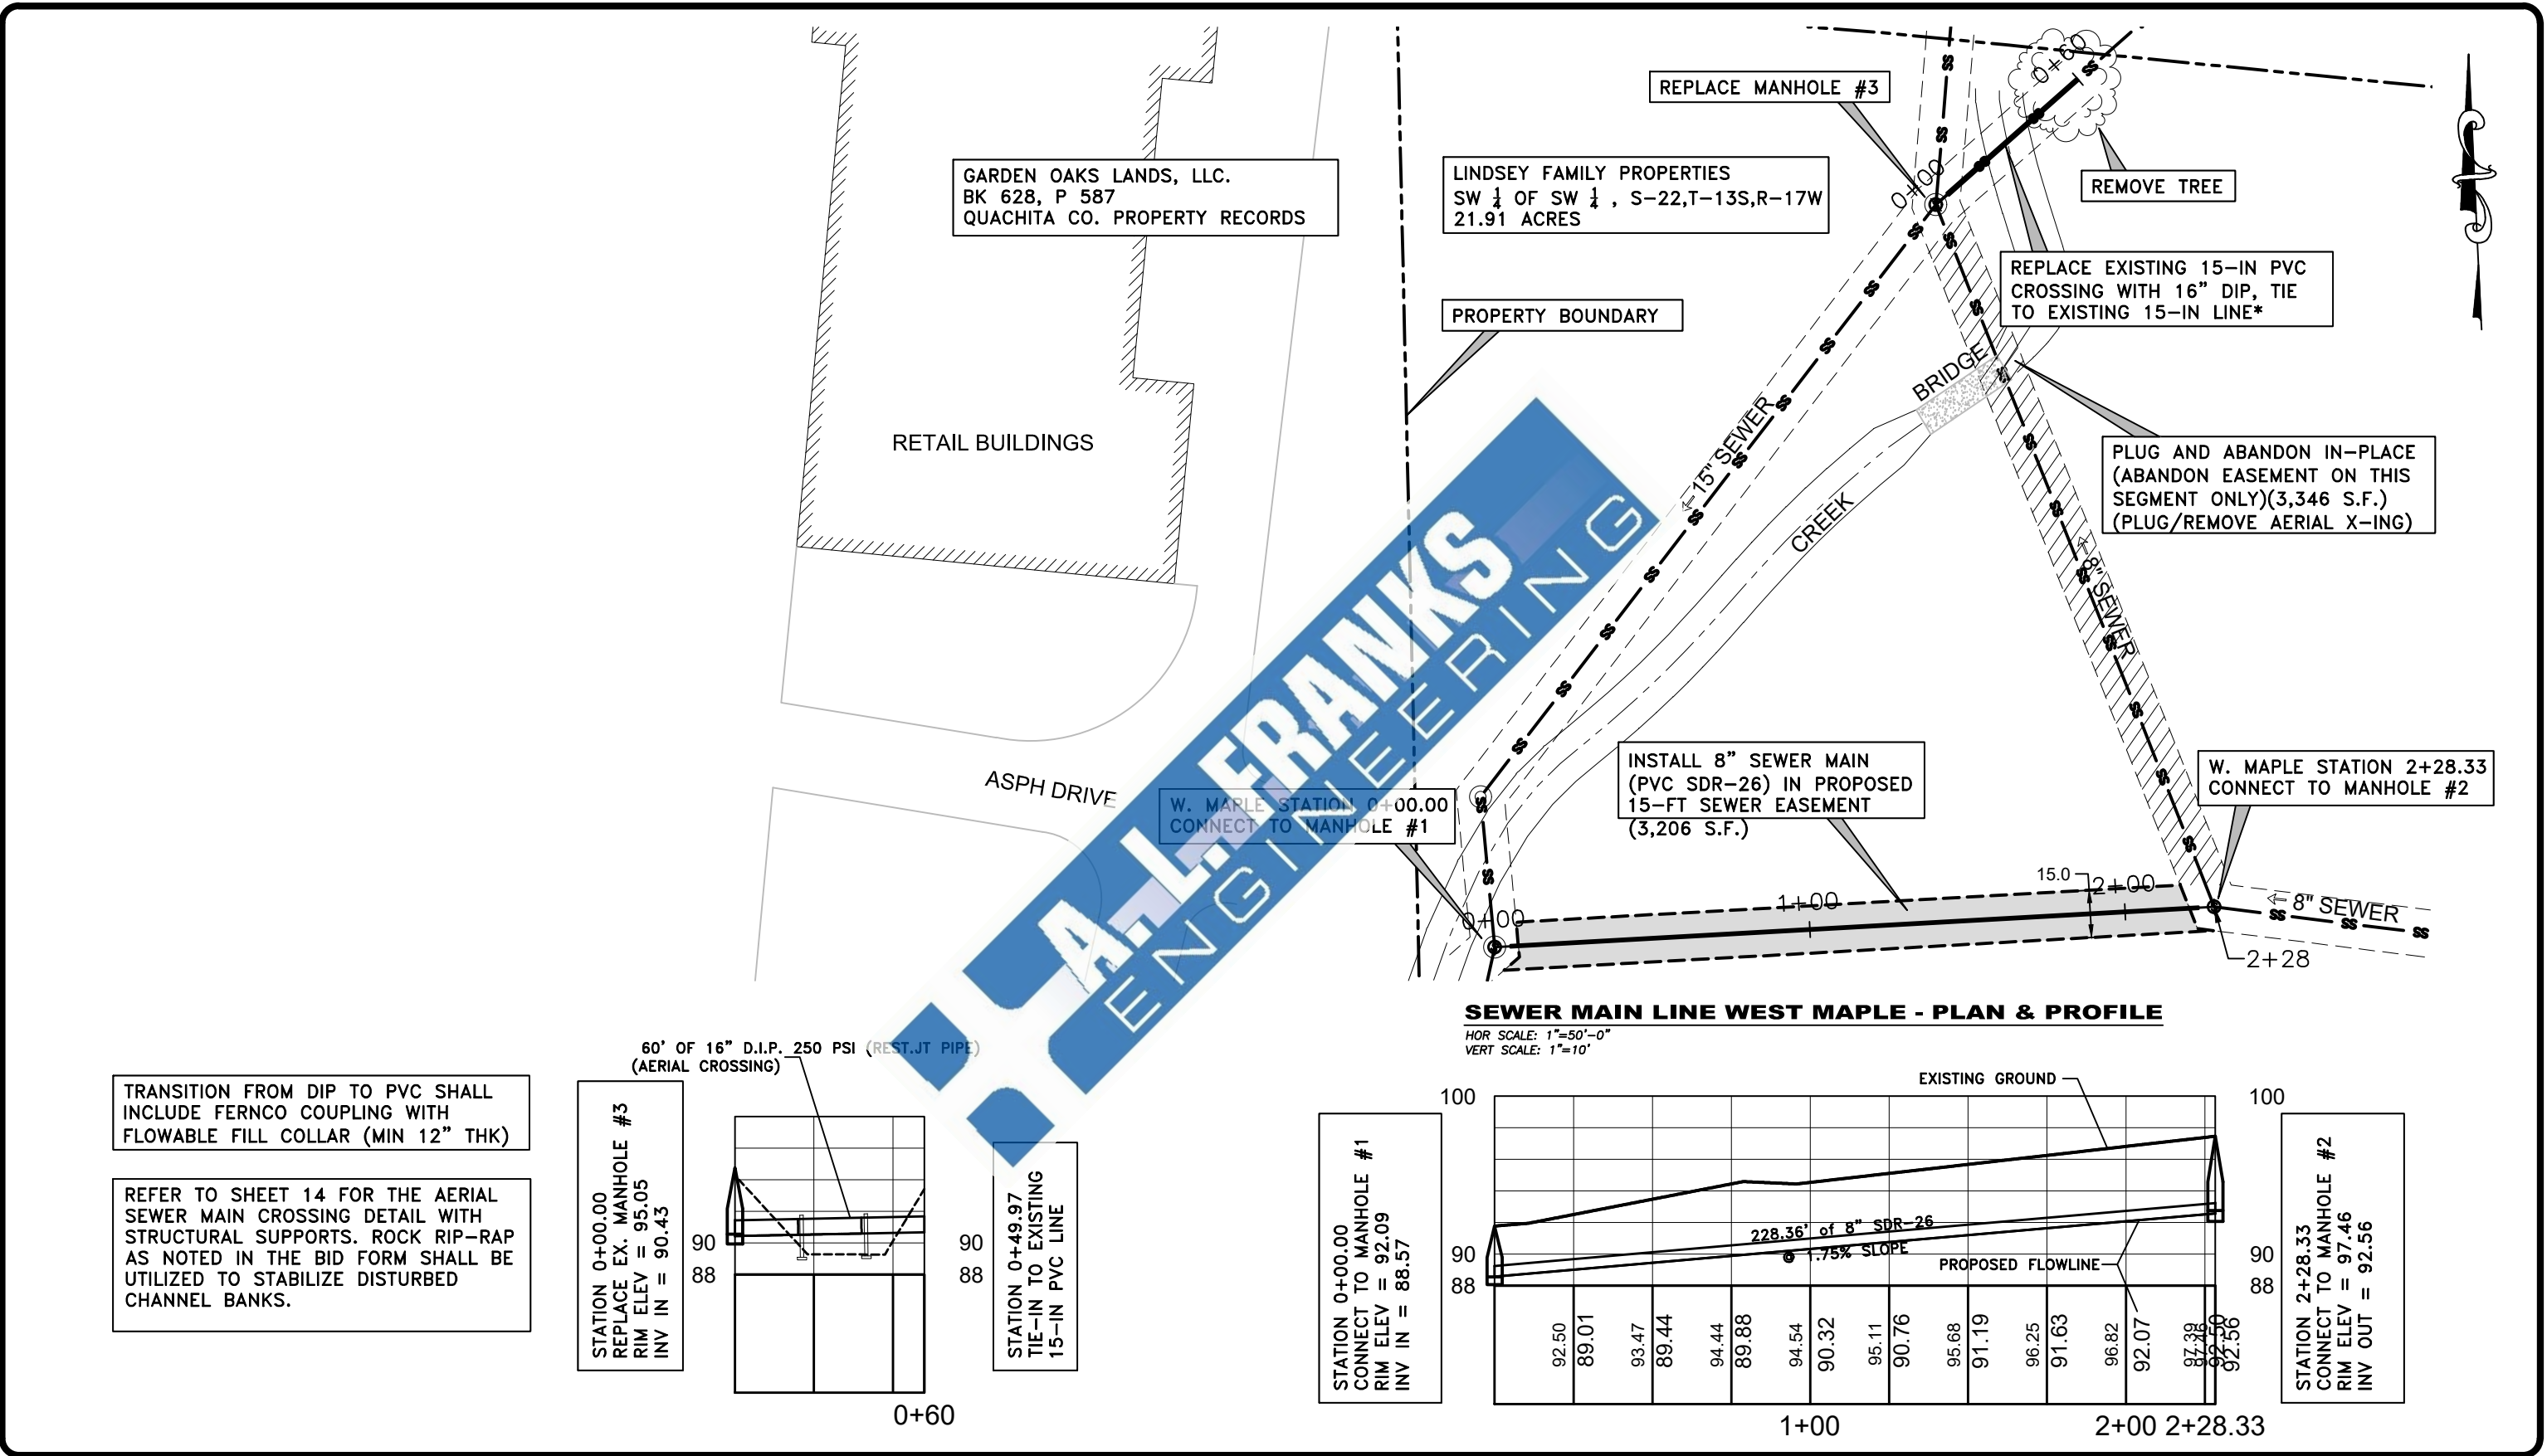 0+60
REPLACE MANHOLE #3
GARDEN OAKS LANDS, LLC.
BK 628, P 587
QUACHITA CO. PROPERTY RECORDS
LINDSEY FAMILY PROPERTIES
SW 1/4 OF SW 1/4 , S-22,T-13S,R-17W
21.91 ACRES
0+00
REMOVE TREE
REPLACE EXISTING 15-IN PVC
CROSSING WITH 16" DIP, TIE
TO EXISTING 15-IN LINE*
PROPERTY BOUNDARY
BRIDGE
RETAIL BUILDINGS
15" SEWER
CREEK
PLUG AND ABANDON IN-PLACE
(ABANDON EASEMENT ON THIS
SEGMENT ONLY)(3,346 S.F.)
(PLUG/REMOVE AERIAL X-ING)
8" SEWER
A.L. FRANKS
ENGINEERING
ASPH DRIVE
W. MAPLE STATION 0+00.00
CONNECT TO MANHOLE #1
INSTALL 8" SEWER MAIN
(PVC SDR-26) IN PROPOSED
15-FT SEWER EASEMENT
(3,206 S.F.)
W. MAPLE STATION 2+28.33
CONNECT TO MANHOLE #2
15.0
0+00
1+00
2+00
8" SEWER
2+28
SEWER MAIN LINE WEST MAPLE - PLAN & PROFILE
HOR SCALE: 1"=50'-0"
VERT SCALE: 1"=10'
60' OF 16" D.I.P. 250 PSI (REST.JT PIPE)
(AERIAL CROSSING)
TRANSITION FROM DIP TO PVC SHALL
INCLUDE FERNCO COUPLING WITH
FLOWABLE FILL COLLAR (MIN 12" THK)
REFER TO SHEET 14 FOR THE AERIAL
SEWER MAIN CROSSING DETAIL WITH
STRUCTURAL SUPPORTS. ROCK RIP-RAP
AS NOTED IN THE BID FORM SHALL BE
UTILIZED TO STABILIZE DISTURBED
CHANNEL BANKS.
STATION 0+00.00
REPLACE EX. MANHOLE #3
RIM ELEV = 95.05
INV IN = 90.43
90
88
90
88
STATION 0+49.97
TIE-IN TO EXISTING
15-IN PVC LINE
0+60
STATION 0+00.00
CONNECT TO MANHOLE #1
RIM ELEV = 92.09
INV IN = 88.57
100
90
88
EXISTING GROUND
228.36' of 8" SDR-26
@ 1.75% SLOPE
PROPOSED FLOWLINE
100
90
88
92.50
89.01
93.47
89.44
94.44
89.88
94.54
90.32
95.11
90.76
95.68
91.19
96.25
91.63
96.82
92.07
97.39
97.46
92.50
92.56
STATION 2+28.33
CONNECT TO MANHOLE #2
RIM ELEV = 97.46
INV OUT = 92.56
1+00
2+00
2+28.33